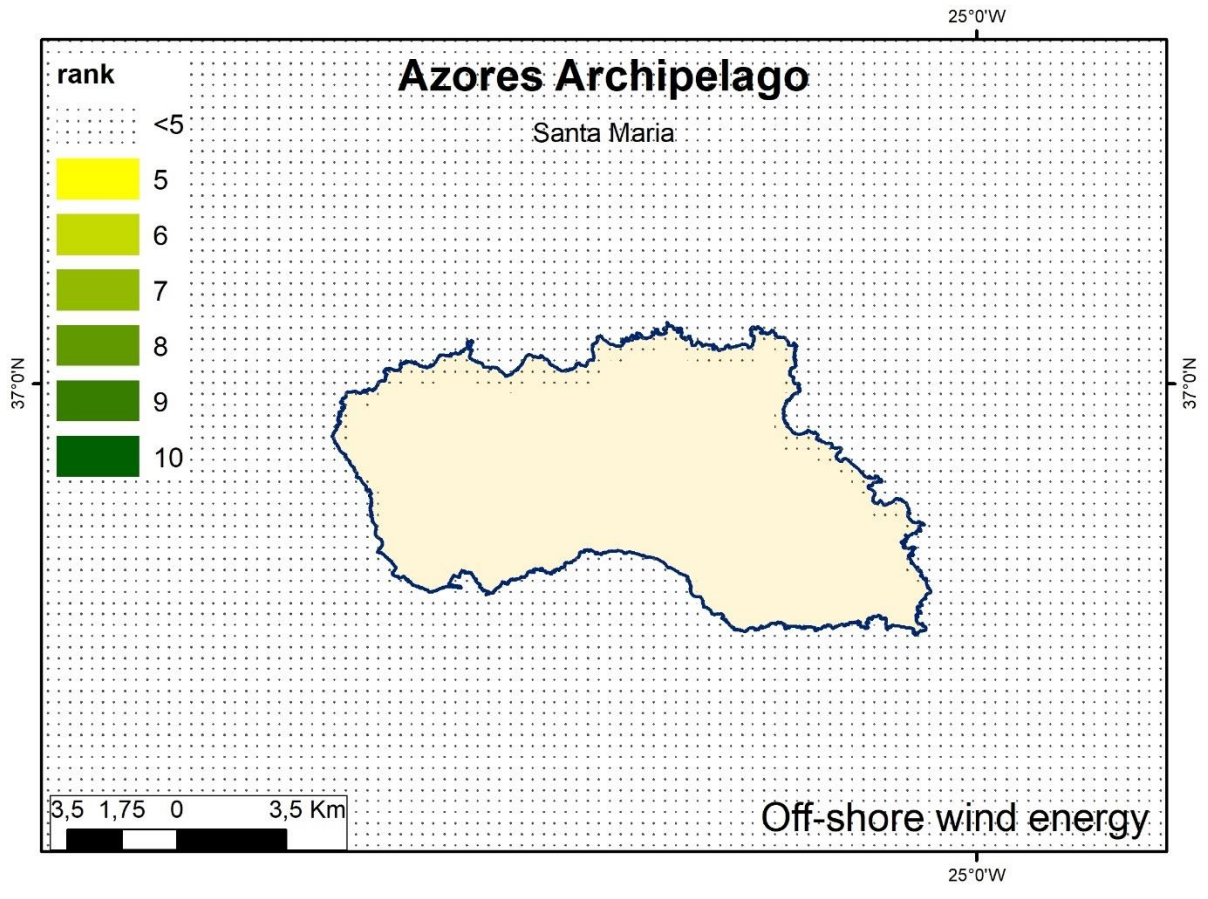 25°0'W
rank
Azores Archipelago
Santa Maria
<5
5
6
7
8
9
10
37°0'N
37°0'N
3,5 1,75 0 3,5 Km
Off-shore wind energy
25°0'W